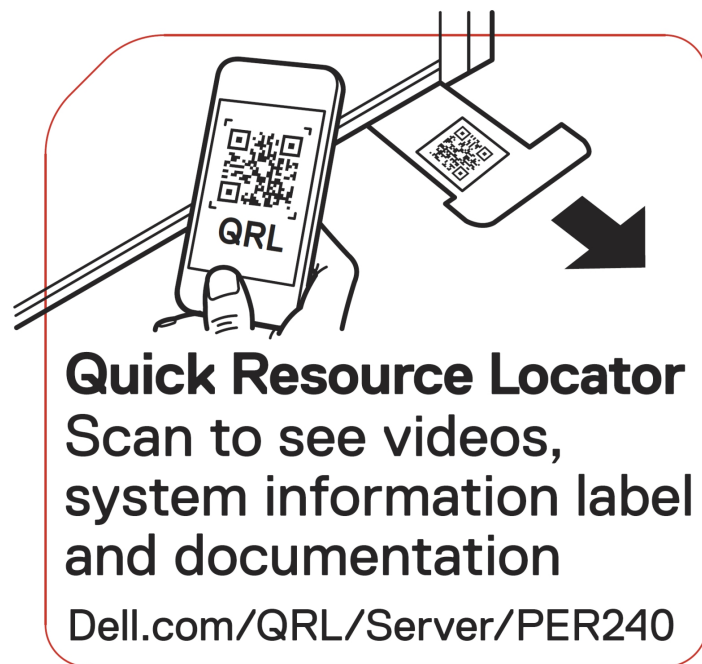 QRL
Quick Resource Locator
Scan to see videos,
system information label
and documentation
Dell.com/QRL/Server/PER240